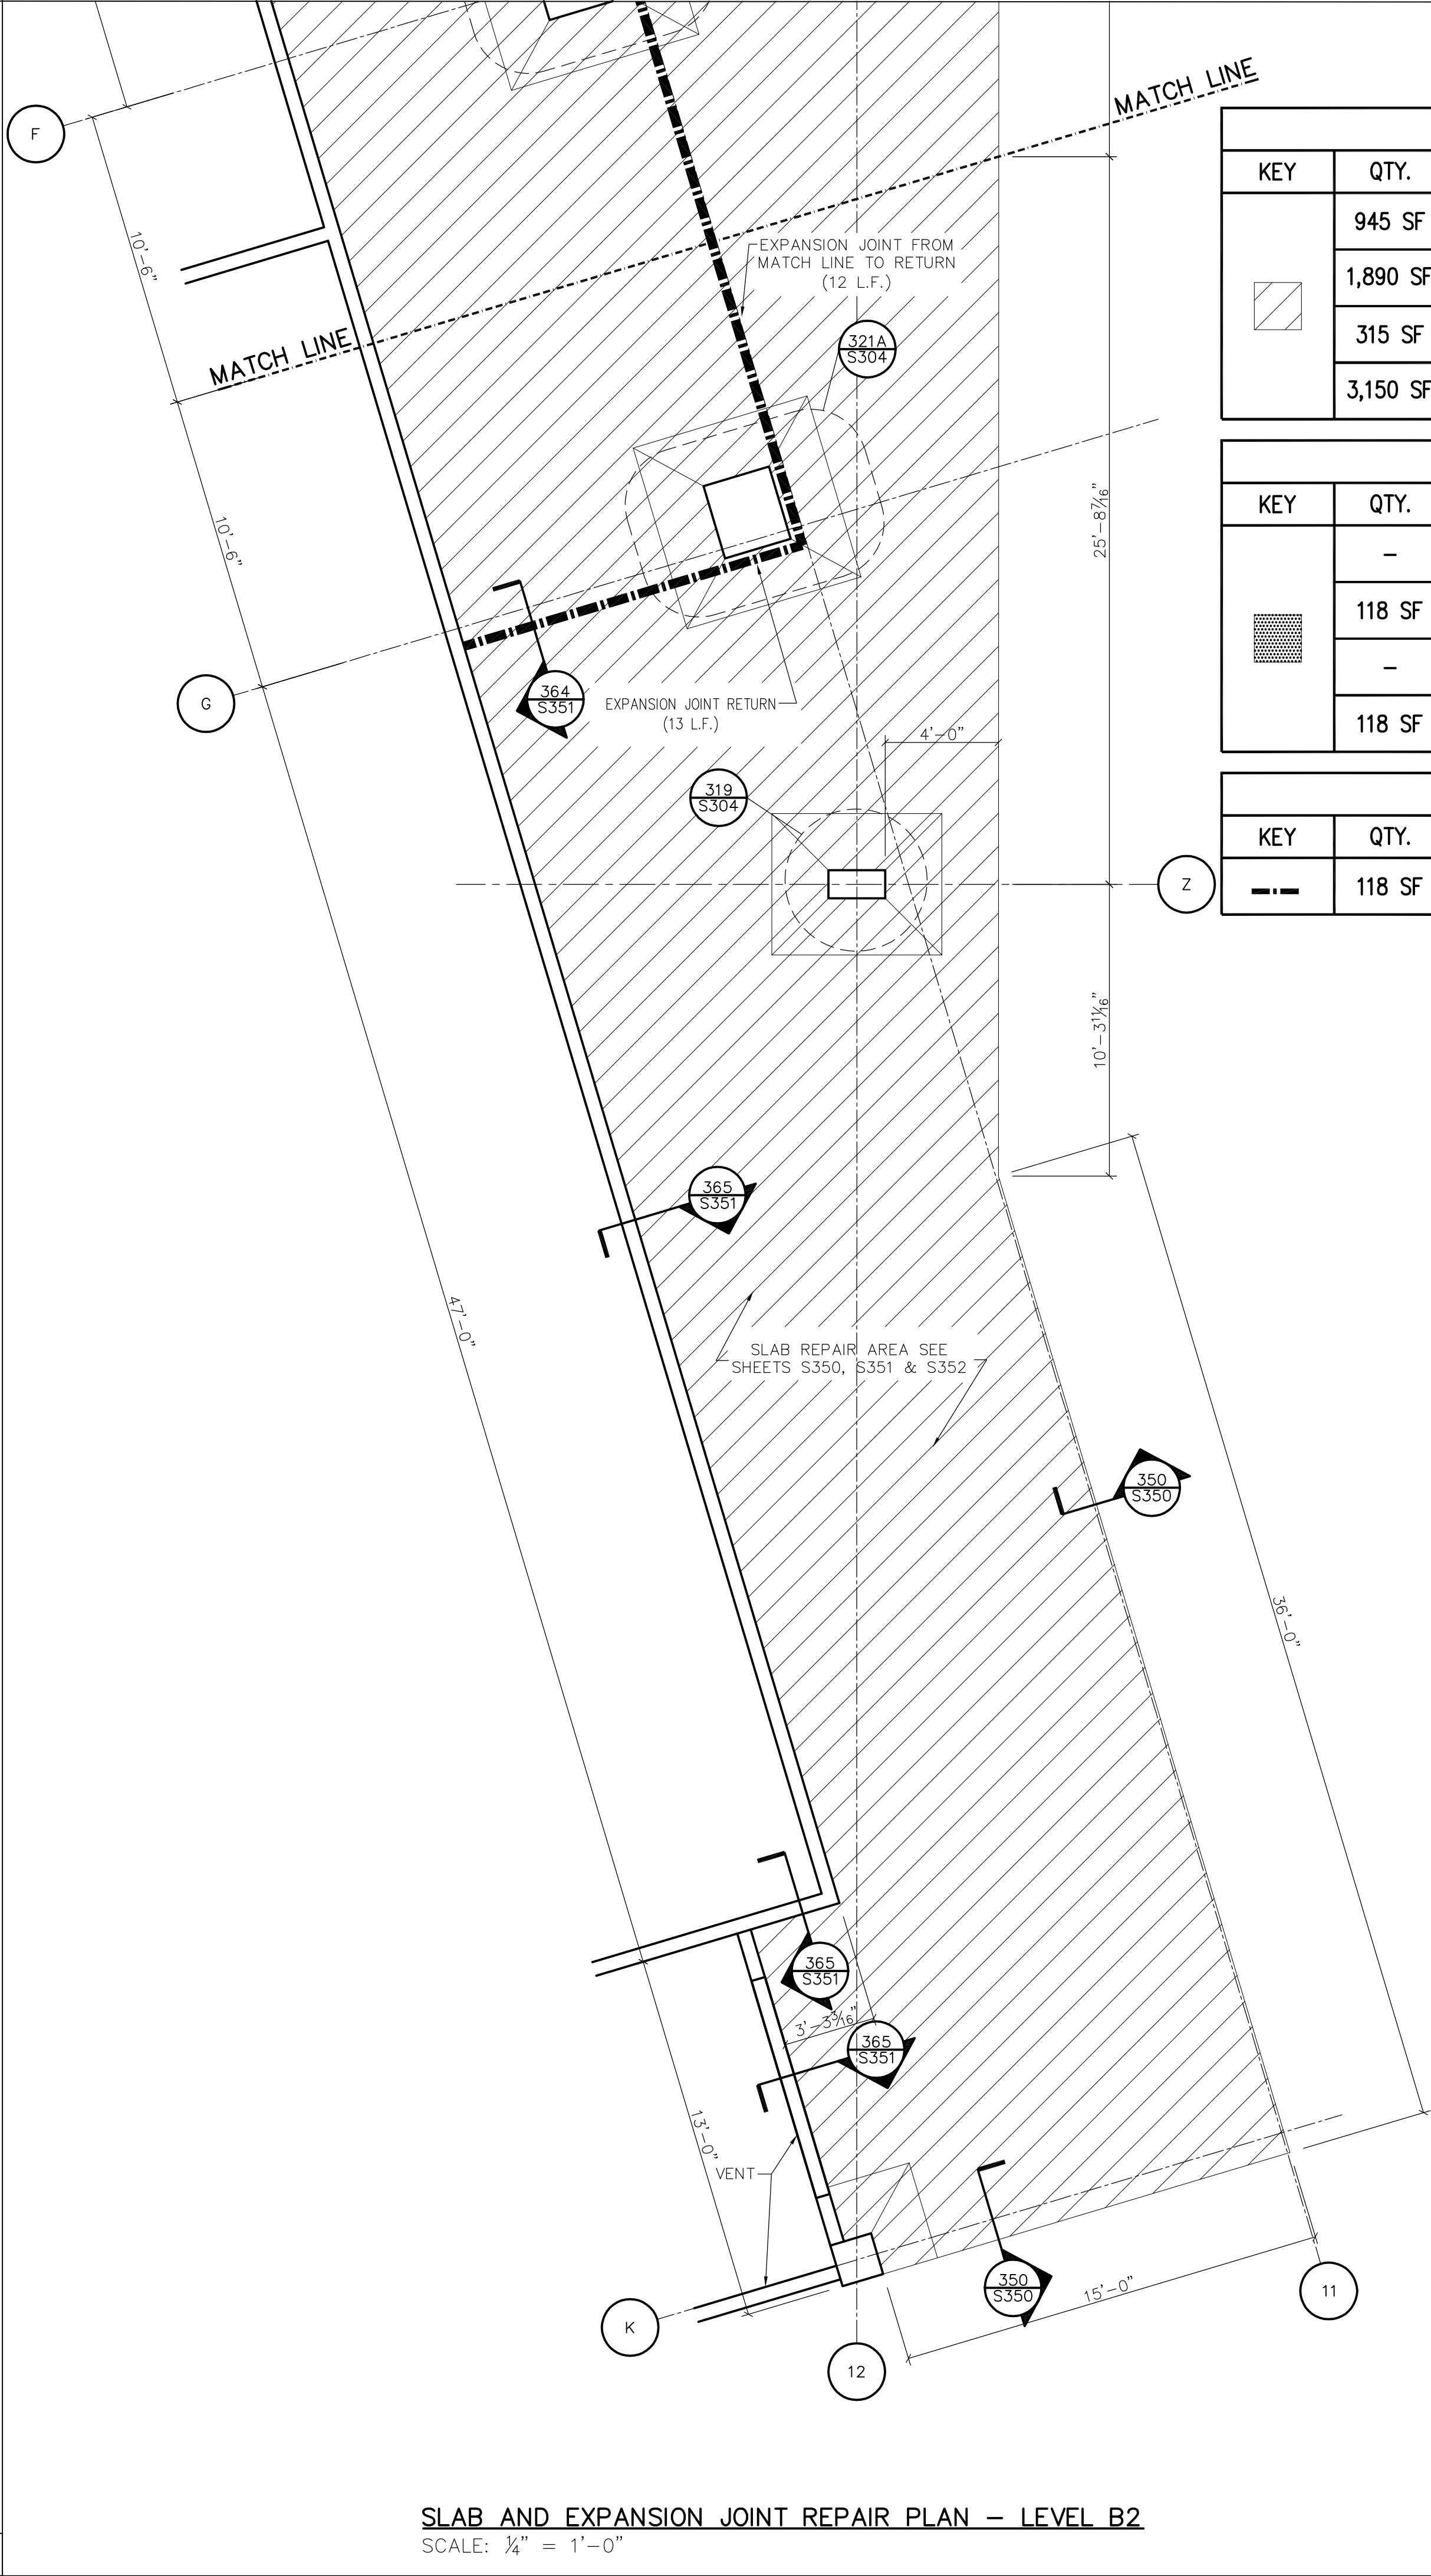 MATCH LINE
F
KEY QTY.
945 SF
1,890 SF
315 SF
3,150 SF
10'-6"
EXPANSION JOINT FROM
MATCH LINE TO RETURN
(12 L.F.)
MATCH LINE
321A
S304
KEY QTY.
–
118 SF
–
118 SF
10'-6"
25'-8 7/16"
G
364
S351
EXPANSION JOINT RETURN
(13 L.F.)
4'-0"
319
S304
KEY QTY.
118 SF
Z
10'-3 11/16"
365
S351
47'-0"
SLAB REPAIR AREA SEE
SHEETS S350, S351 & S352
350
S350
36'-0"
365
S351
3'-3 3/16"
365
S351
13'-0"
VENT
350
S350
15'-0"
11
K
12
SLAB AND EXPANSION JOINT REPAIR PLAN – LEVEL B2
SCALE: 1/4" = 1'-0"